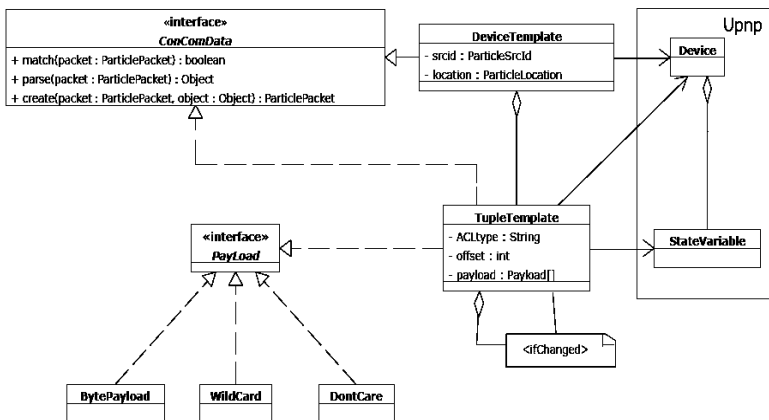 «interface»
ConComData
+ match(packet : ParticlePacket) : boolean
+ parse(packet : ParticlePacket) : Object
+ create(packet : ParticlePacket, object : Object) : ParticlePacket
DeviceTemplate
- srcid : ParticleSrcId
- location : ParticleLocation
Upnp
Device
«interface»
PayLoad
TupleTemplate
- ACLtype : String
- offset : int
- payload : Payload[]
StateVariable
<ifChanged>
BytePayload
WildCard
DontCare